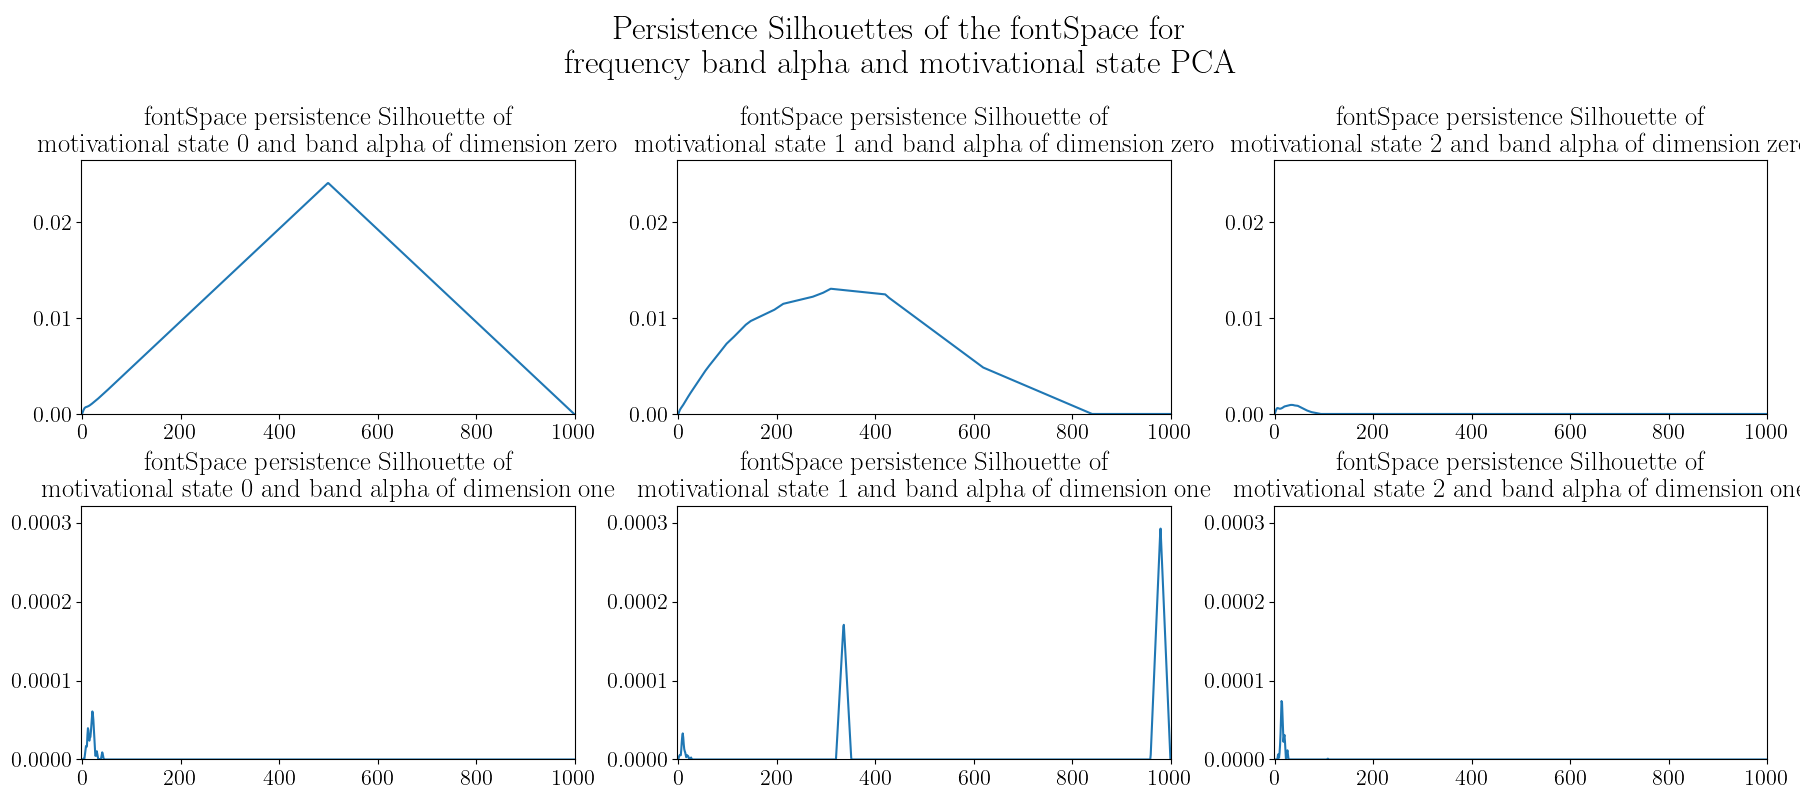 Persistence Silhouettes of the fontSpace for
frequency band alpha and motivational state PCA
fontSpace persistence Silhouette of
motivational state 0 and band alpha of dimension zero
0.02
0.01
0.00
0 200 400 600 800 1000
fontSpace persistence Silhouette of
motivational state 1 and band alpha of dimension zero
0.02
0.01
0.00
0 200 400 600 800 1000
fontSpace persistence Silhouette of
motivational state 2 and band alpha of dimension zero
0.02
0.01
0.00
0 200 400 600 800 1000
fontSpace persistence Silhouette of
motivational state 0 and band alpha of dimension one
0.0003
0.0002
0.0001
0.0000
0 200 400 600 800 1000
fontSpace persistence Silhouette of
motivational state 1 and band alpha of dimension one
0.0003
0.0002
0.0001
0.0000
0 200 400 600 800 1000
fontSpace persistence Silhouette of
motivational state 2 and band alpha of dimension one
0.0003
0.0002
0.0001
0.0000
0 200 400 600 800 1000